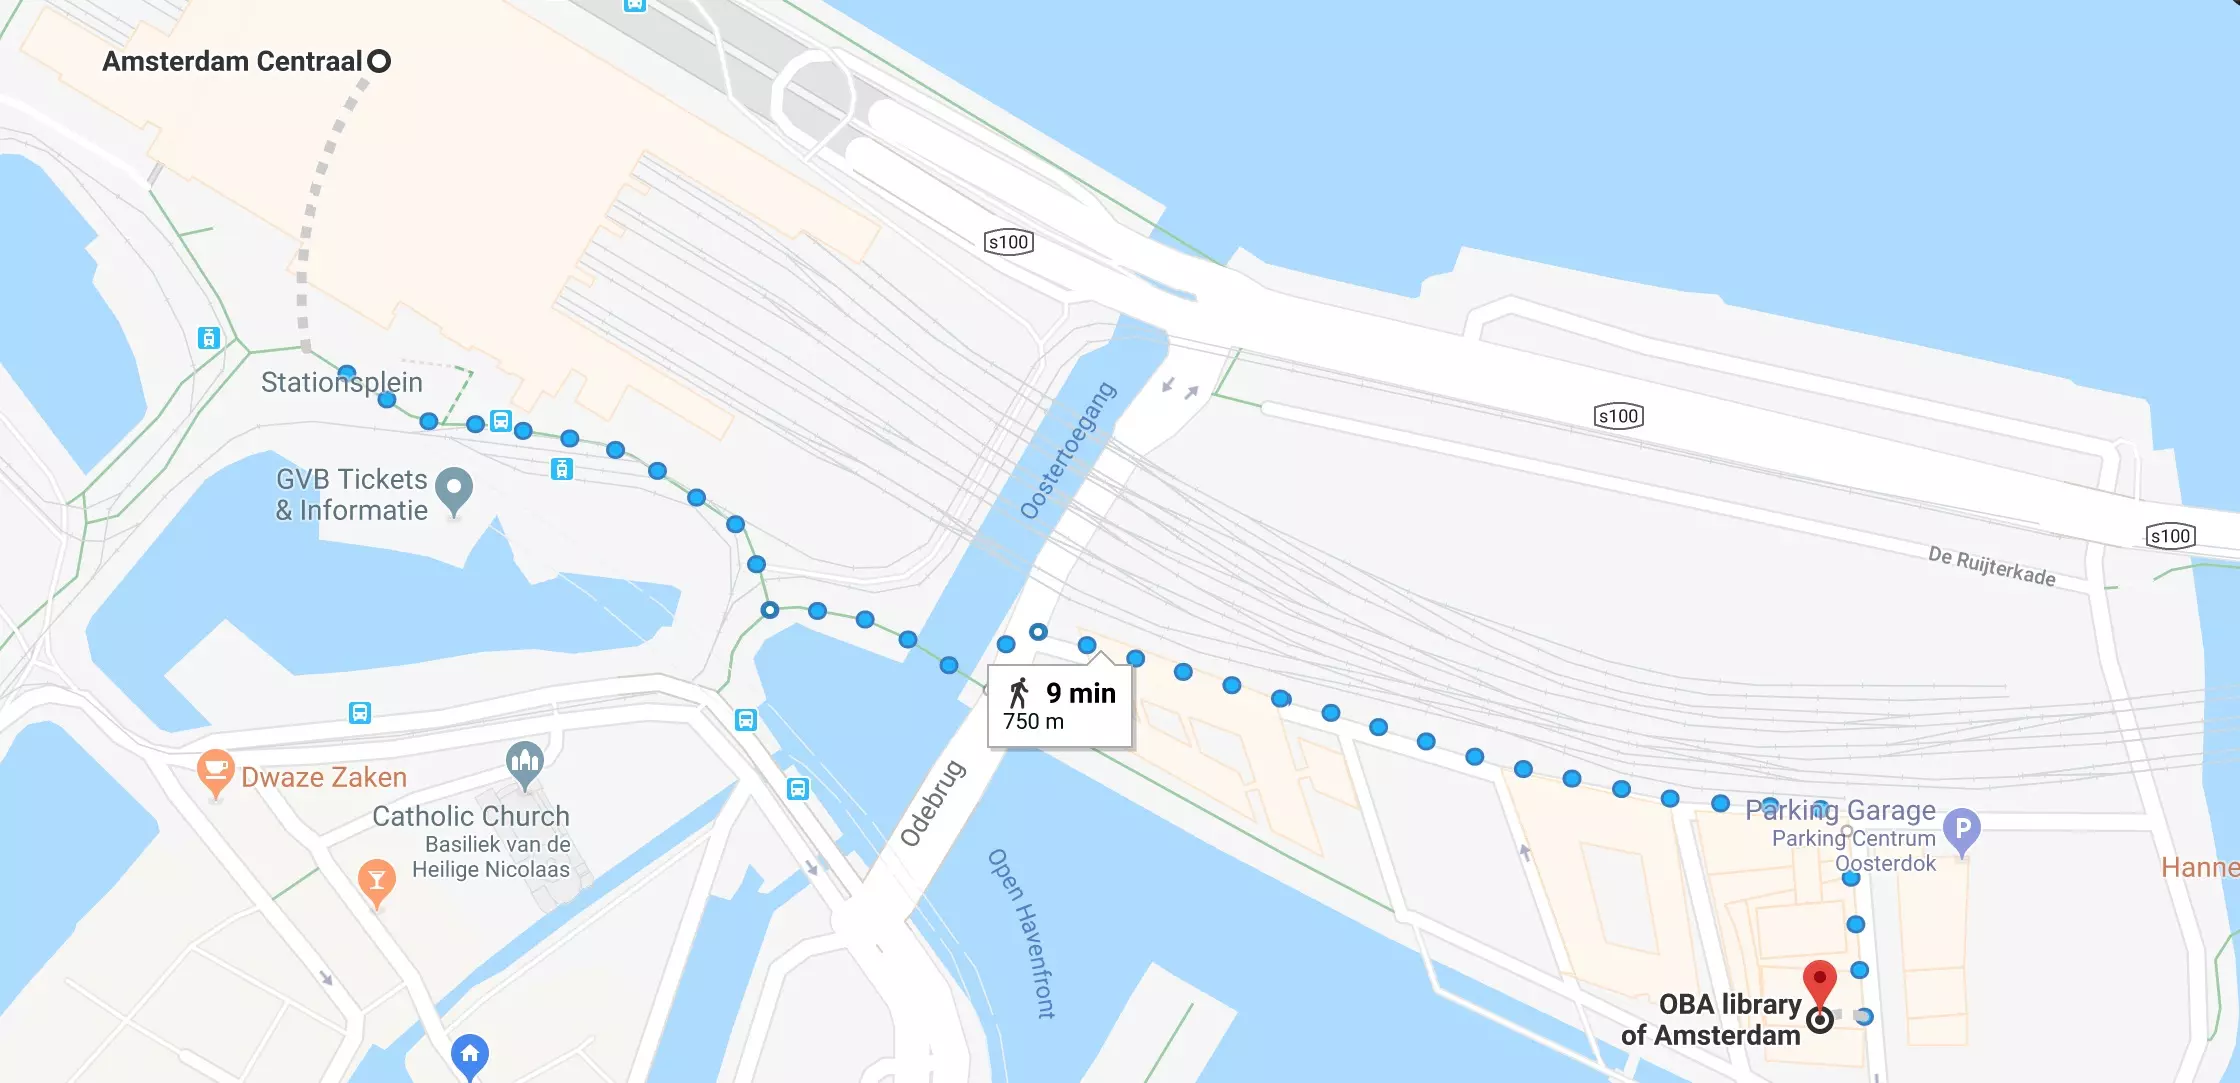 Amsterdam Centraal
s100
Oostertoegang
Stationsplein
s100
GVB Tickets
& Informatie
s100
De Ruijterkade
9 min
750 m
Odebrug
Dwaze Zaken
Catholic Church
Basiliek van de
Heilige Nicolaas
Open Havenfront
Parking Garage
Parking Centrum
Oosterdok
P
Hanne
OBA library
of Amsterdam